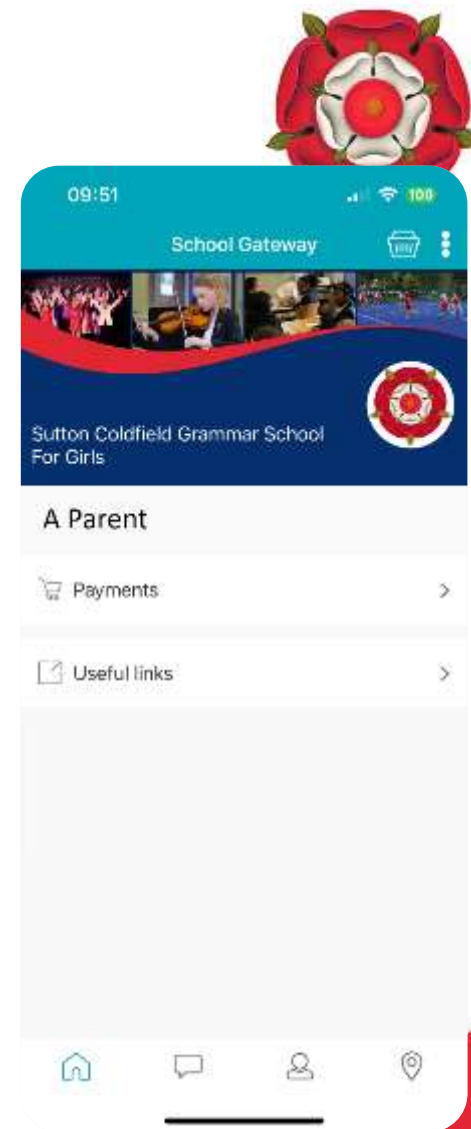 09:51
100
School Gateway
Sutton Coldfield Grammar School
For Girls
A Parent
Payments
Useful links